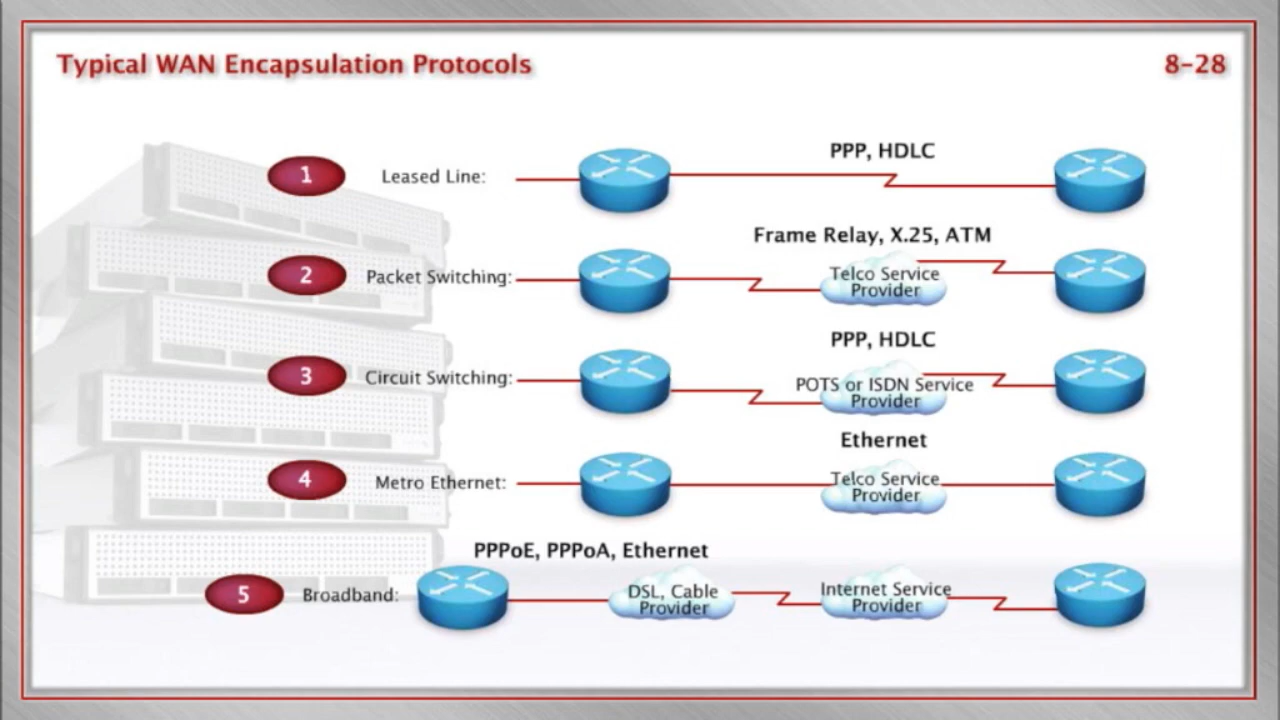 Typical WAN Encapsulation Protocols
8-28
PPP, HDLC
1
Leased Line:
Frame Relay, X.25, ATM
2
Packet Switching:
Telco Service
Provider
PPP, HDLC
3
Circuit Switching:
POTS or ISDN Service
Provider
Ethernet
4
Metro Ethernet:
Telco Service
Provider
PPPoE, PPPoA, Ethernet
5
Broadband:
DSL, Cable
Provider
Internet Service
Provider